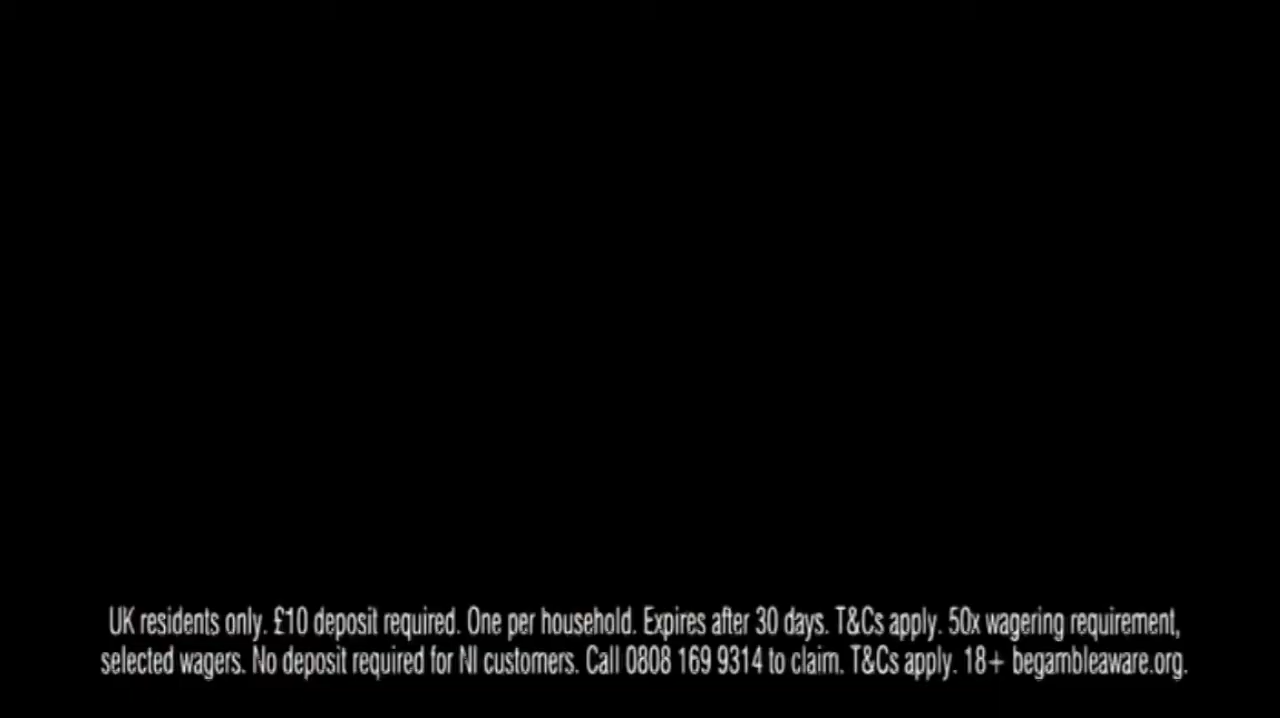 UK residents only. £10 deposit required. One per household. Expires after 30 days. T&Cs apply. 50x wagering requirement,
selected wagers. No deposit required for NI customers. Call 0808 169 9314 to claim. T&Cs apply. 18+ begambleaware.org.